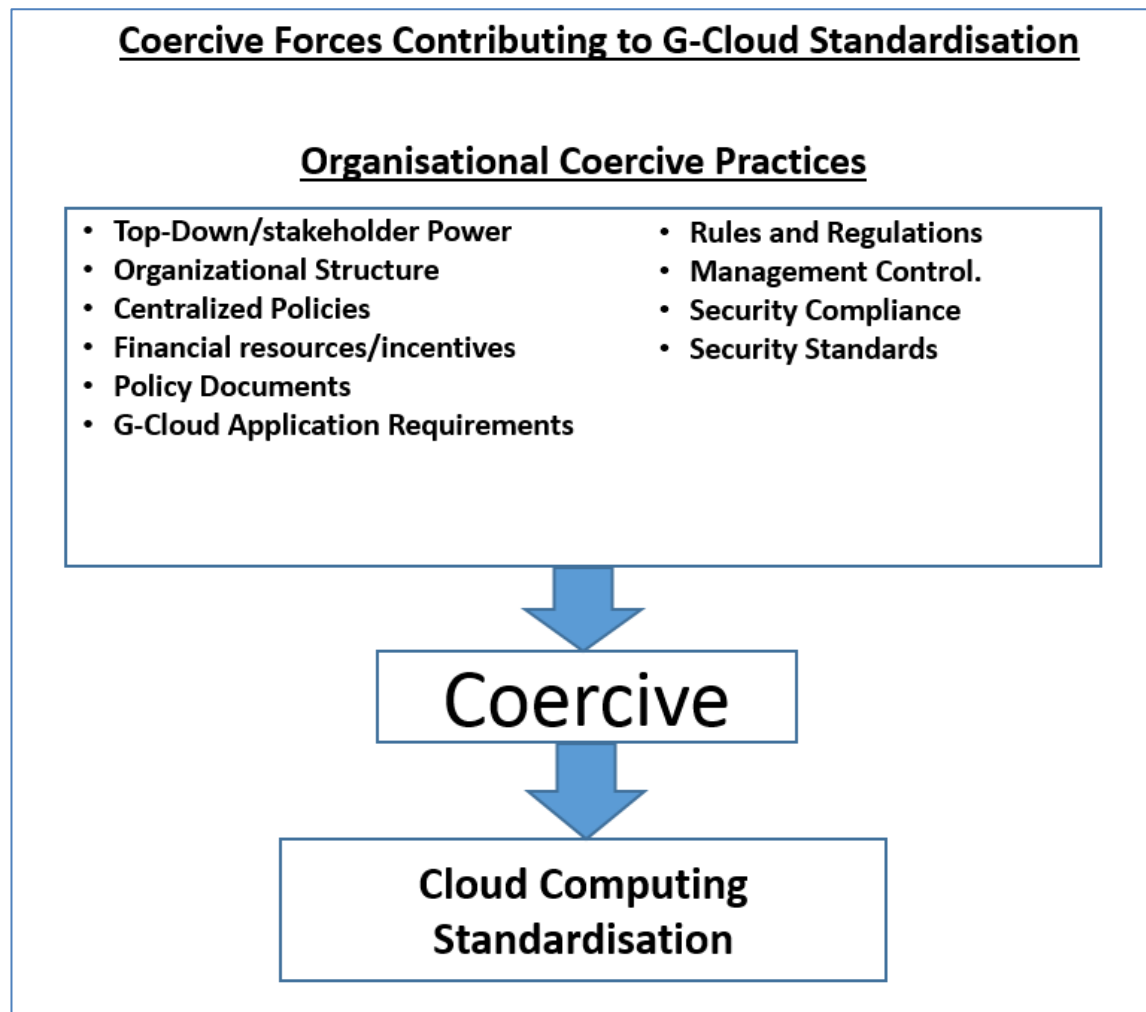 Coercive Forces Contributing to G-Cloud Standardisation
Organisational Coercive Practices
• Top-Down/stakeholder Power
• Organizational Structure
• Centralized Policies
• Financial resources/incentives
• Policy Documents
• G-Cloud Application Requirements
• Rules and Regulations
• Management Control.
• Security Compliance
• Security Standards
Coercive
Cloud Computing
Standardisation